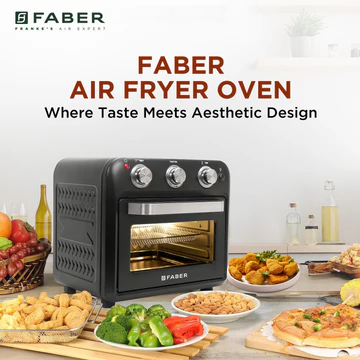 FABER
FRANKE'S AIR EXPERT
FABER
AIR FRYER OVEN
Where Taste Meets Aesthetic Design
FABER